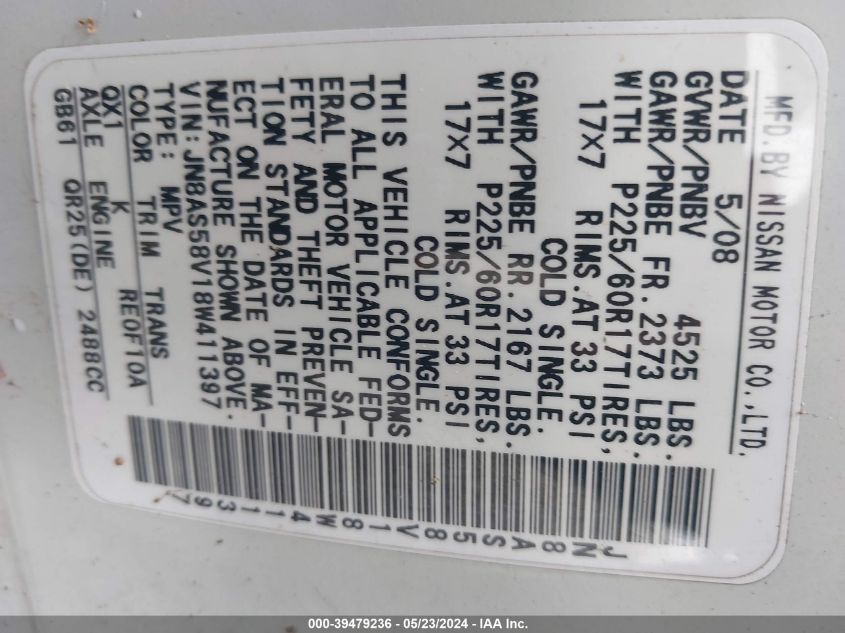 MFD.BY NISSAN MOTOR CO.,LTD.
DATE 5/08
GVWR/PNBV 4525 LBS.
GAWR/PNBE FR.2373 LBS.
WITH P225/60R17TIRES,
17X7 RIMS.AT 33 PSI
COLD SINGLE.
GAWR/PNBE RR.2167 LBS.
WITH P225/60R17TIRES,
17X7 RIMS.AT 33 PSI
COLD SINGLE.
THIS VEHICLE CONFORMS
TO ALL APPLICABLE FED-
ERAL MOTOR VEHICLE SA-
FETY AND THEFT PREVEN-
TION STANDARDS IN EFF-
ECT ON THE DATE OF MA-
NUFACTURE SHOWN ABOVE.
VIN:JN8AS58V18W411397
TYPE: MPV
COLOR TRIM TRANS
QX1 K RE0F10A
AXLE ENGINE
GB61 QR25(DE) 2488CC
JN8AS58V18W411397
000-39479236 - 05/23/2024 - IAA Inc.